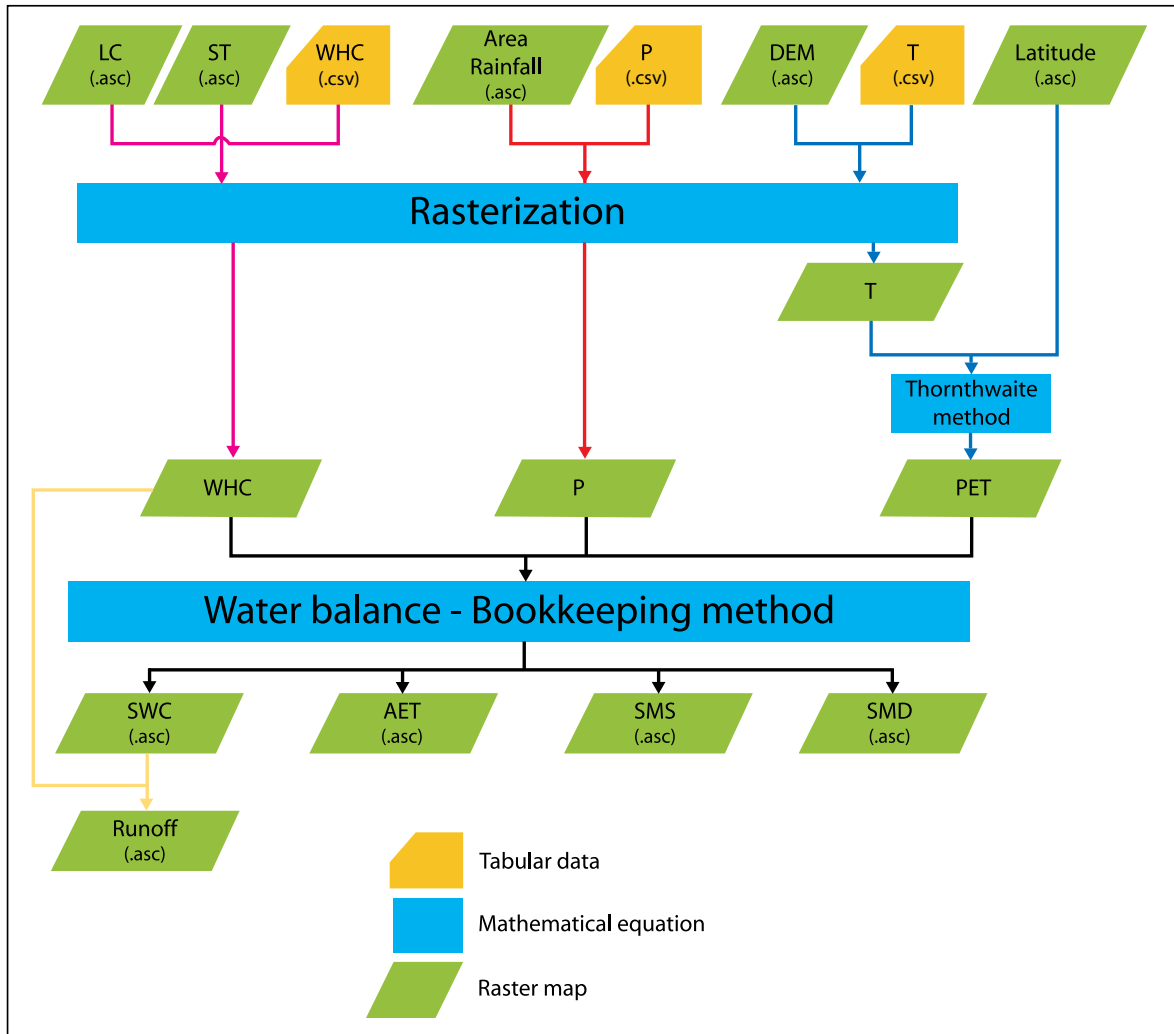 LC
(.asc)
ST
(.asc)
WHC
(.csv)
Area
Rainfall
(.asc)
P
(.csv)
DEM
(.asc)
T
(.csv)
Latitude
(.asc)
Rasterization
T
Thornthwaite
method
WHC
P
PET
Water balance - Bookkeeping method
SWC
(.asc)
AET
(.asc)
SMS
(.asc)
SMD
(.asc)
Runoff
(.asc)
Tabular data
Mathematical equation
Raster map